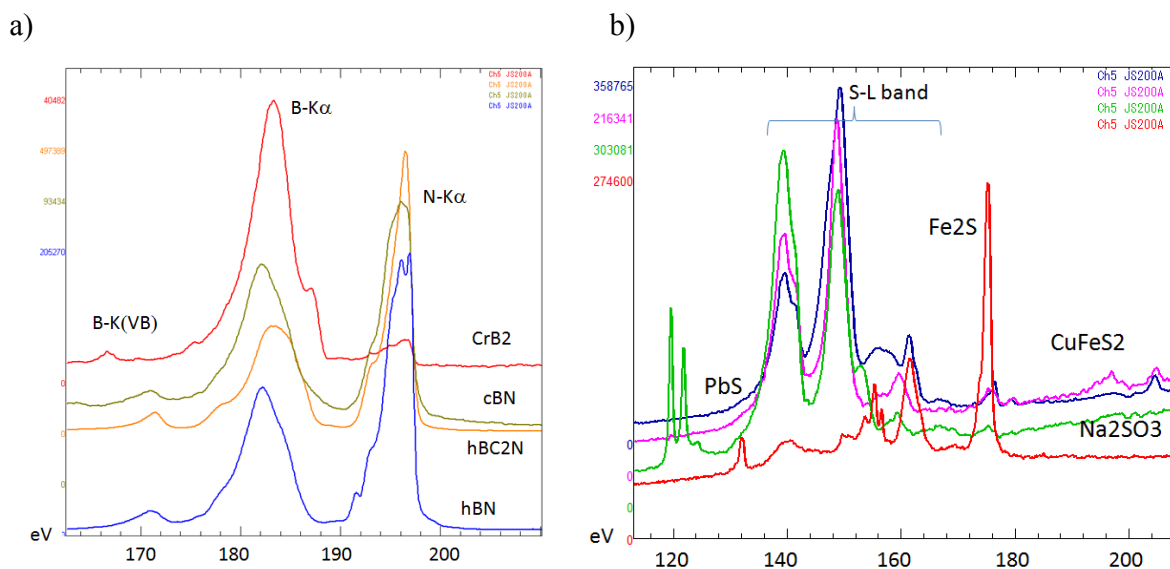 a)
Ch5 JS200A
Ch5 JS200A
Ch5 JS200A
Ch5 JS200A
40482
497389
93434
205270
0
0
0
B-Kα
N-Kα
B-K(VB)
CrB2
cBN
hBC2N
hBN
eV
170
180
190
200
b)
Ch5 JS200A
Ch5 JS200A
Ch5 JS200A
Ch5 JS200A
358765
216341
303081
274600
0
0
0
0
S-L band
Fe2S
CuFeS2
PbS
Na2SO3
eV
120
140
160
180
200